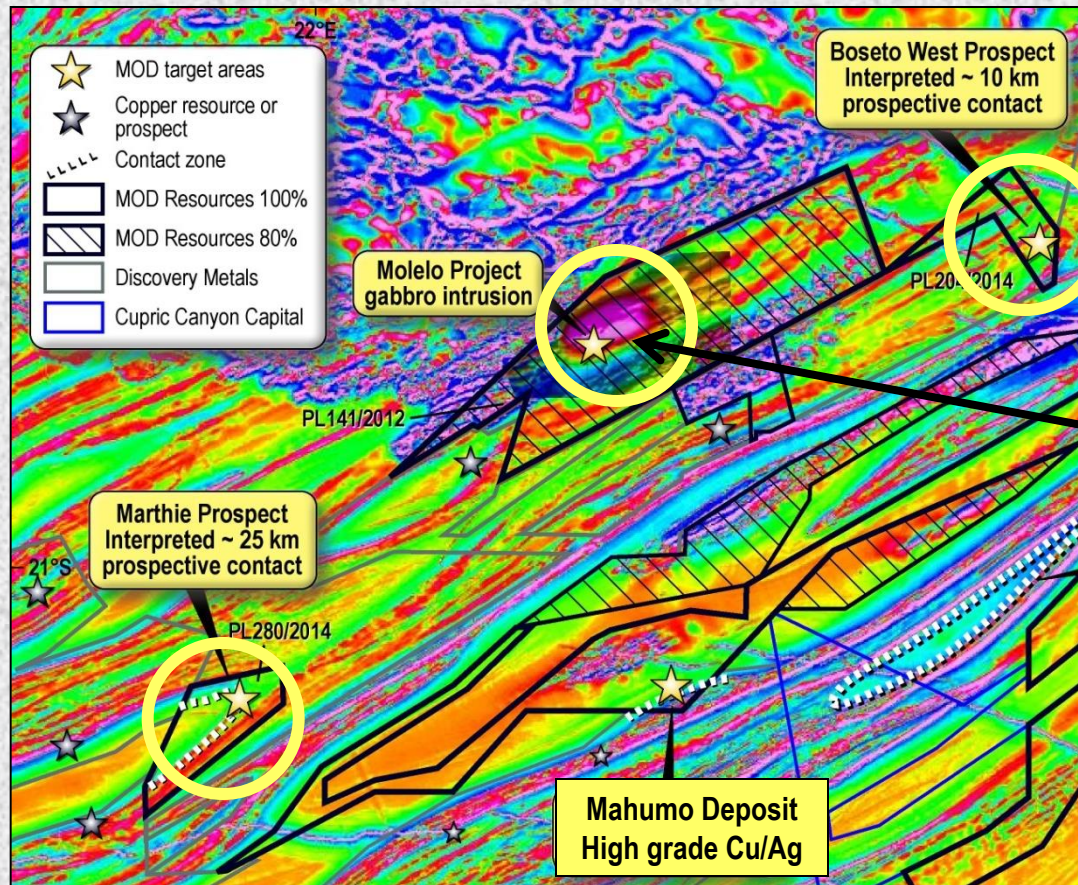 22°E
MOD target areas
Copper resource or
prospect
Contact zone
MOD Resources 100%
MOD Resources 80%
Discovery Metals
Cupric Canyon Capital
Boseto West Prospect
Interpreted ~ 10 km
prospective contact
Molelo Project
gabbro intrusion
PL204/2014
PL141/2012
Marthie Prospect
Interpreted ~ 25 km
prospective contact
21°S
PL280/2014
Mahumo Deposit
High grade Cu/Ag